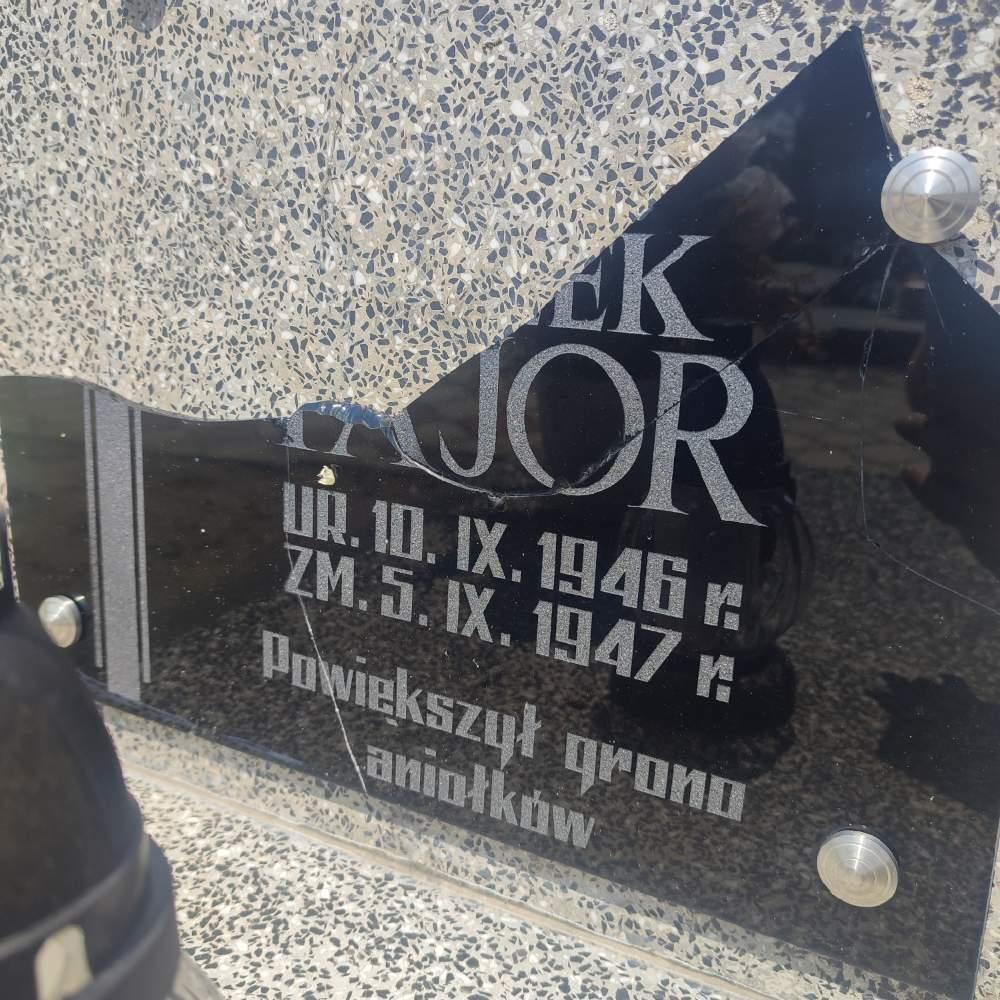 EK
AJOR
UR. 10. IX. 1946 r.
ZM. 5. IX. 1947 r.
Powiększył grono
aniołków